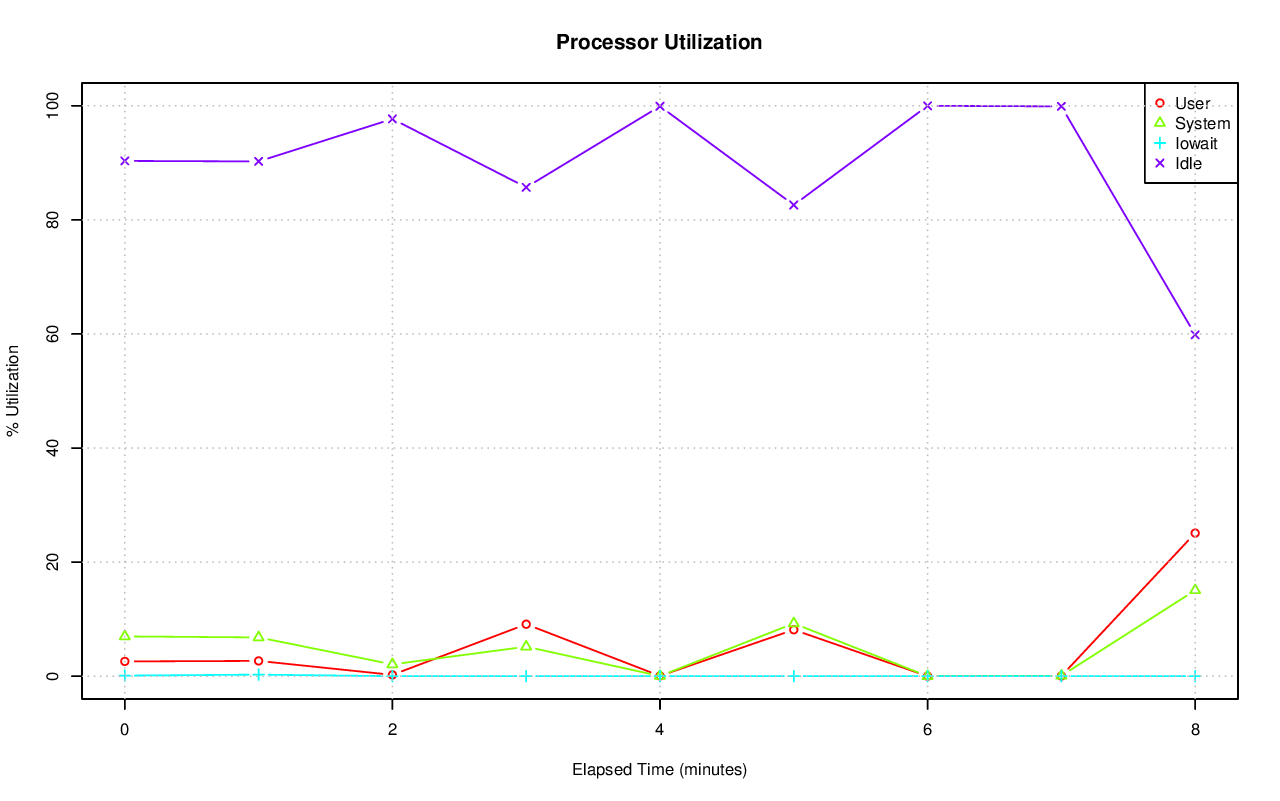 Processor Utilization
User
System
Iowait
Idle
% Utilization
100
80
60
40
20
0
0 2 4 6 8
Elapsed Time (minutes)